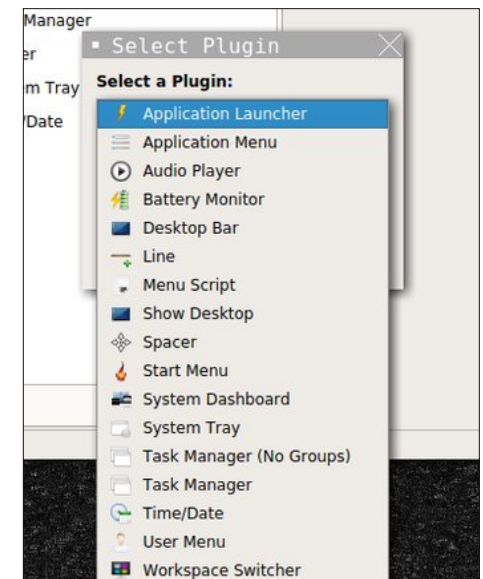 Manager
er
m Tray
/Date
Select Plugin
Select a Plugin:
Application Launcher
Application Menu
Audio Player
Battery Monitor
Desktop Bar
Line
Menu Script
Show Desktop
Spacer
Start Menu
System Dashboard
System Tray
Task Manager (No Groups)
Task Manager
Time/Date
User Menu
Workspace Switcher